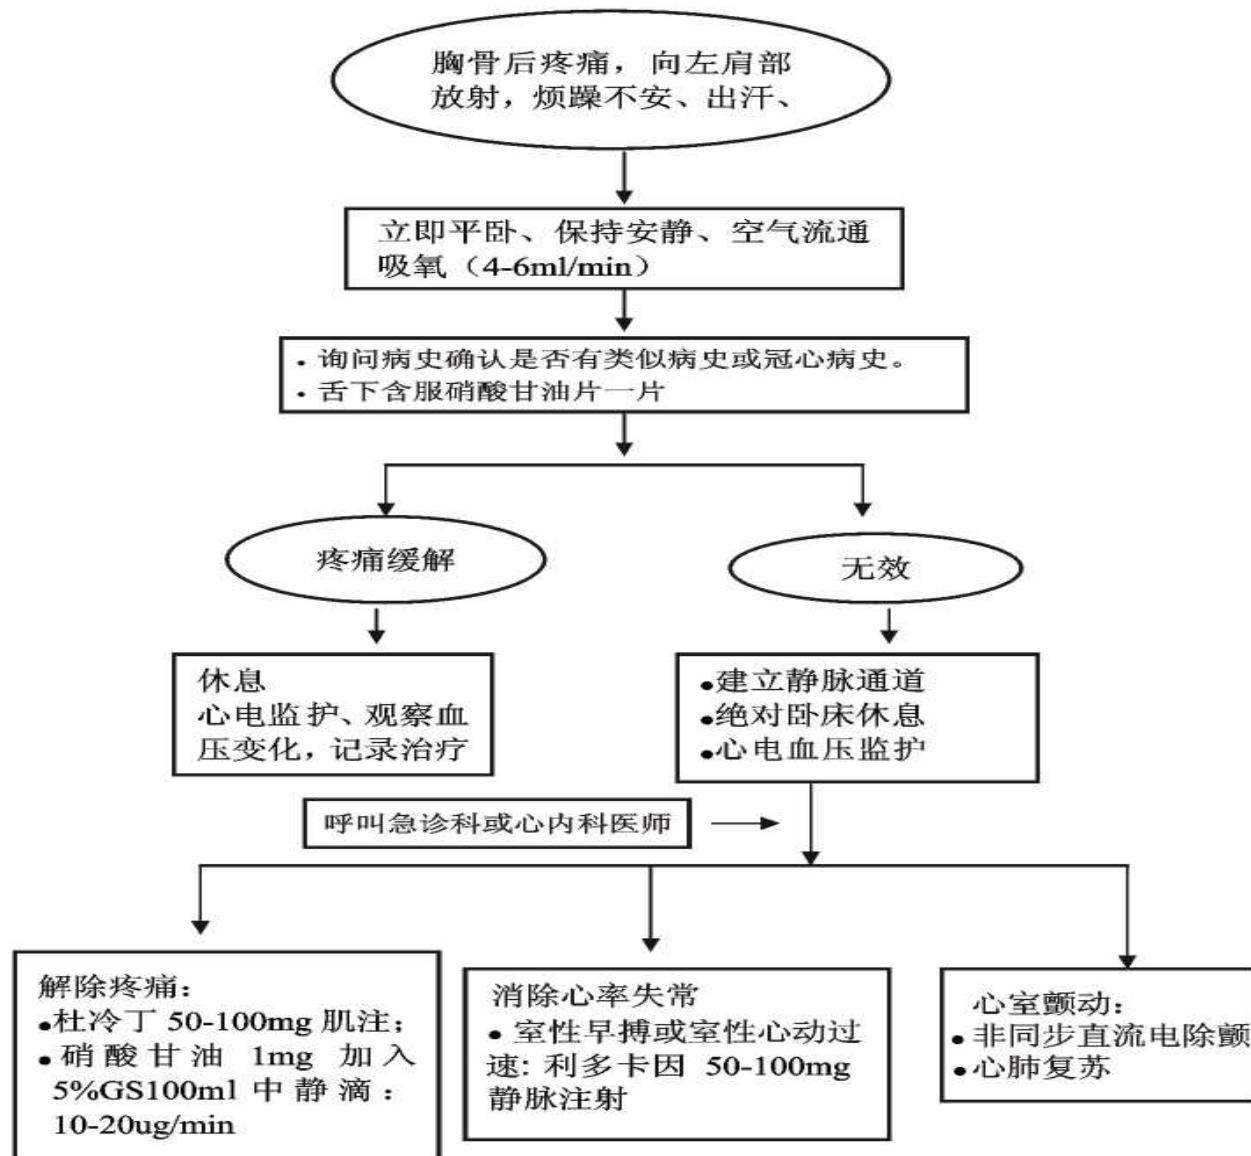 胸骨后疼痛，向左肩部
放射，烦躁不安、出汗、
立即平卧、保持安静、空气流通
吸氧（4-6ml/min）
• 询问病史确认是否有类似病史或冠心病史。
• 舌下含服硝酸甘油片一片
疼痛缓解
无效
休息
心电监护、观察血
压变化，记录治疗
•建立静脉通道
•绝对卧床休息
•心电血压监护
呼叫急诊科或心内科医师
解除疼痛：
•杜冷丁 50-100mg 肌注；
•硝酸甘油 1mg 加入
5%GS100ml 中静滴：
10-20ug/min
消除心率失常
• 室性早搏或室性心动过
速: 利多卡因 50-100mg
静脉注射
心室颤动：
•非同步直流电除颤
•心肺复苏